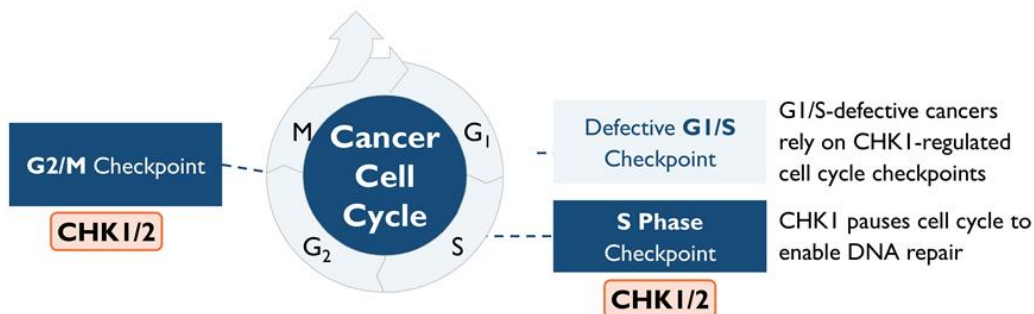 G2/M Checkpoint
CHK1/2
M
G1
G2
S
Cancer
Cell
Cycle
Defective G1/S
Checkpoint
G1/S-defective cancers
rely on CHK1-regulated
cell cycle checkpoints
S Phase
Checkpoint
CHK1/2
CHK1 pauses cell cycle to
enable DNA repair